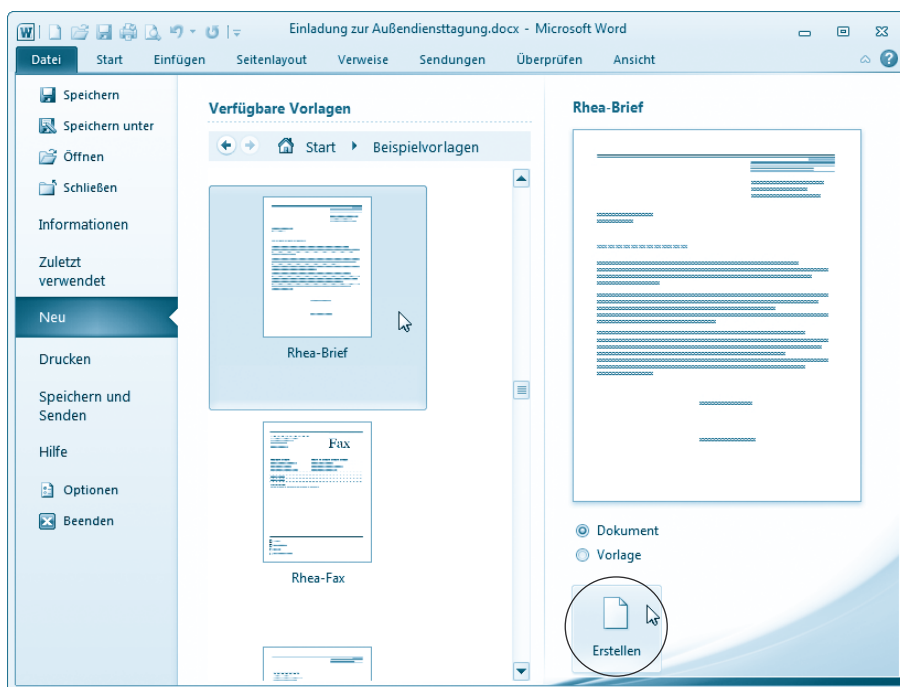 Einladung zur Außendiensttagung.docx - Microsoft Word
Datei Start Einfügen Seitenlayout Verweise Sendungen Überprüfen Ansicht
Speichern
Speichern unter
Öffnen
Schließen
Informationen
Zuletzt
verwendet
Neu
Drucken
Speichern und
Senden
Hilfe
Optionen
Beenden
Verfügbare Vorlagen
Start Beispielvorlagen
Rhea-Brief
Fax
Rhea-Fax
Rhea-Brief
Dokument
Vorlage
Erstellen